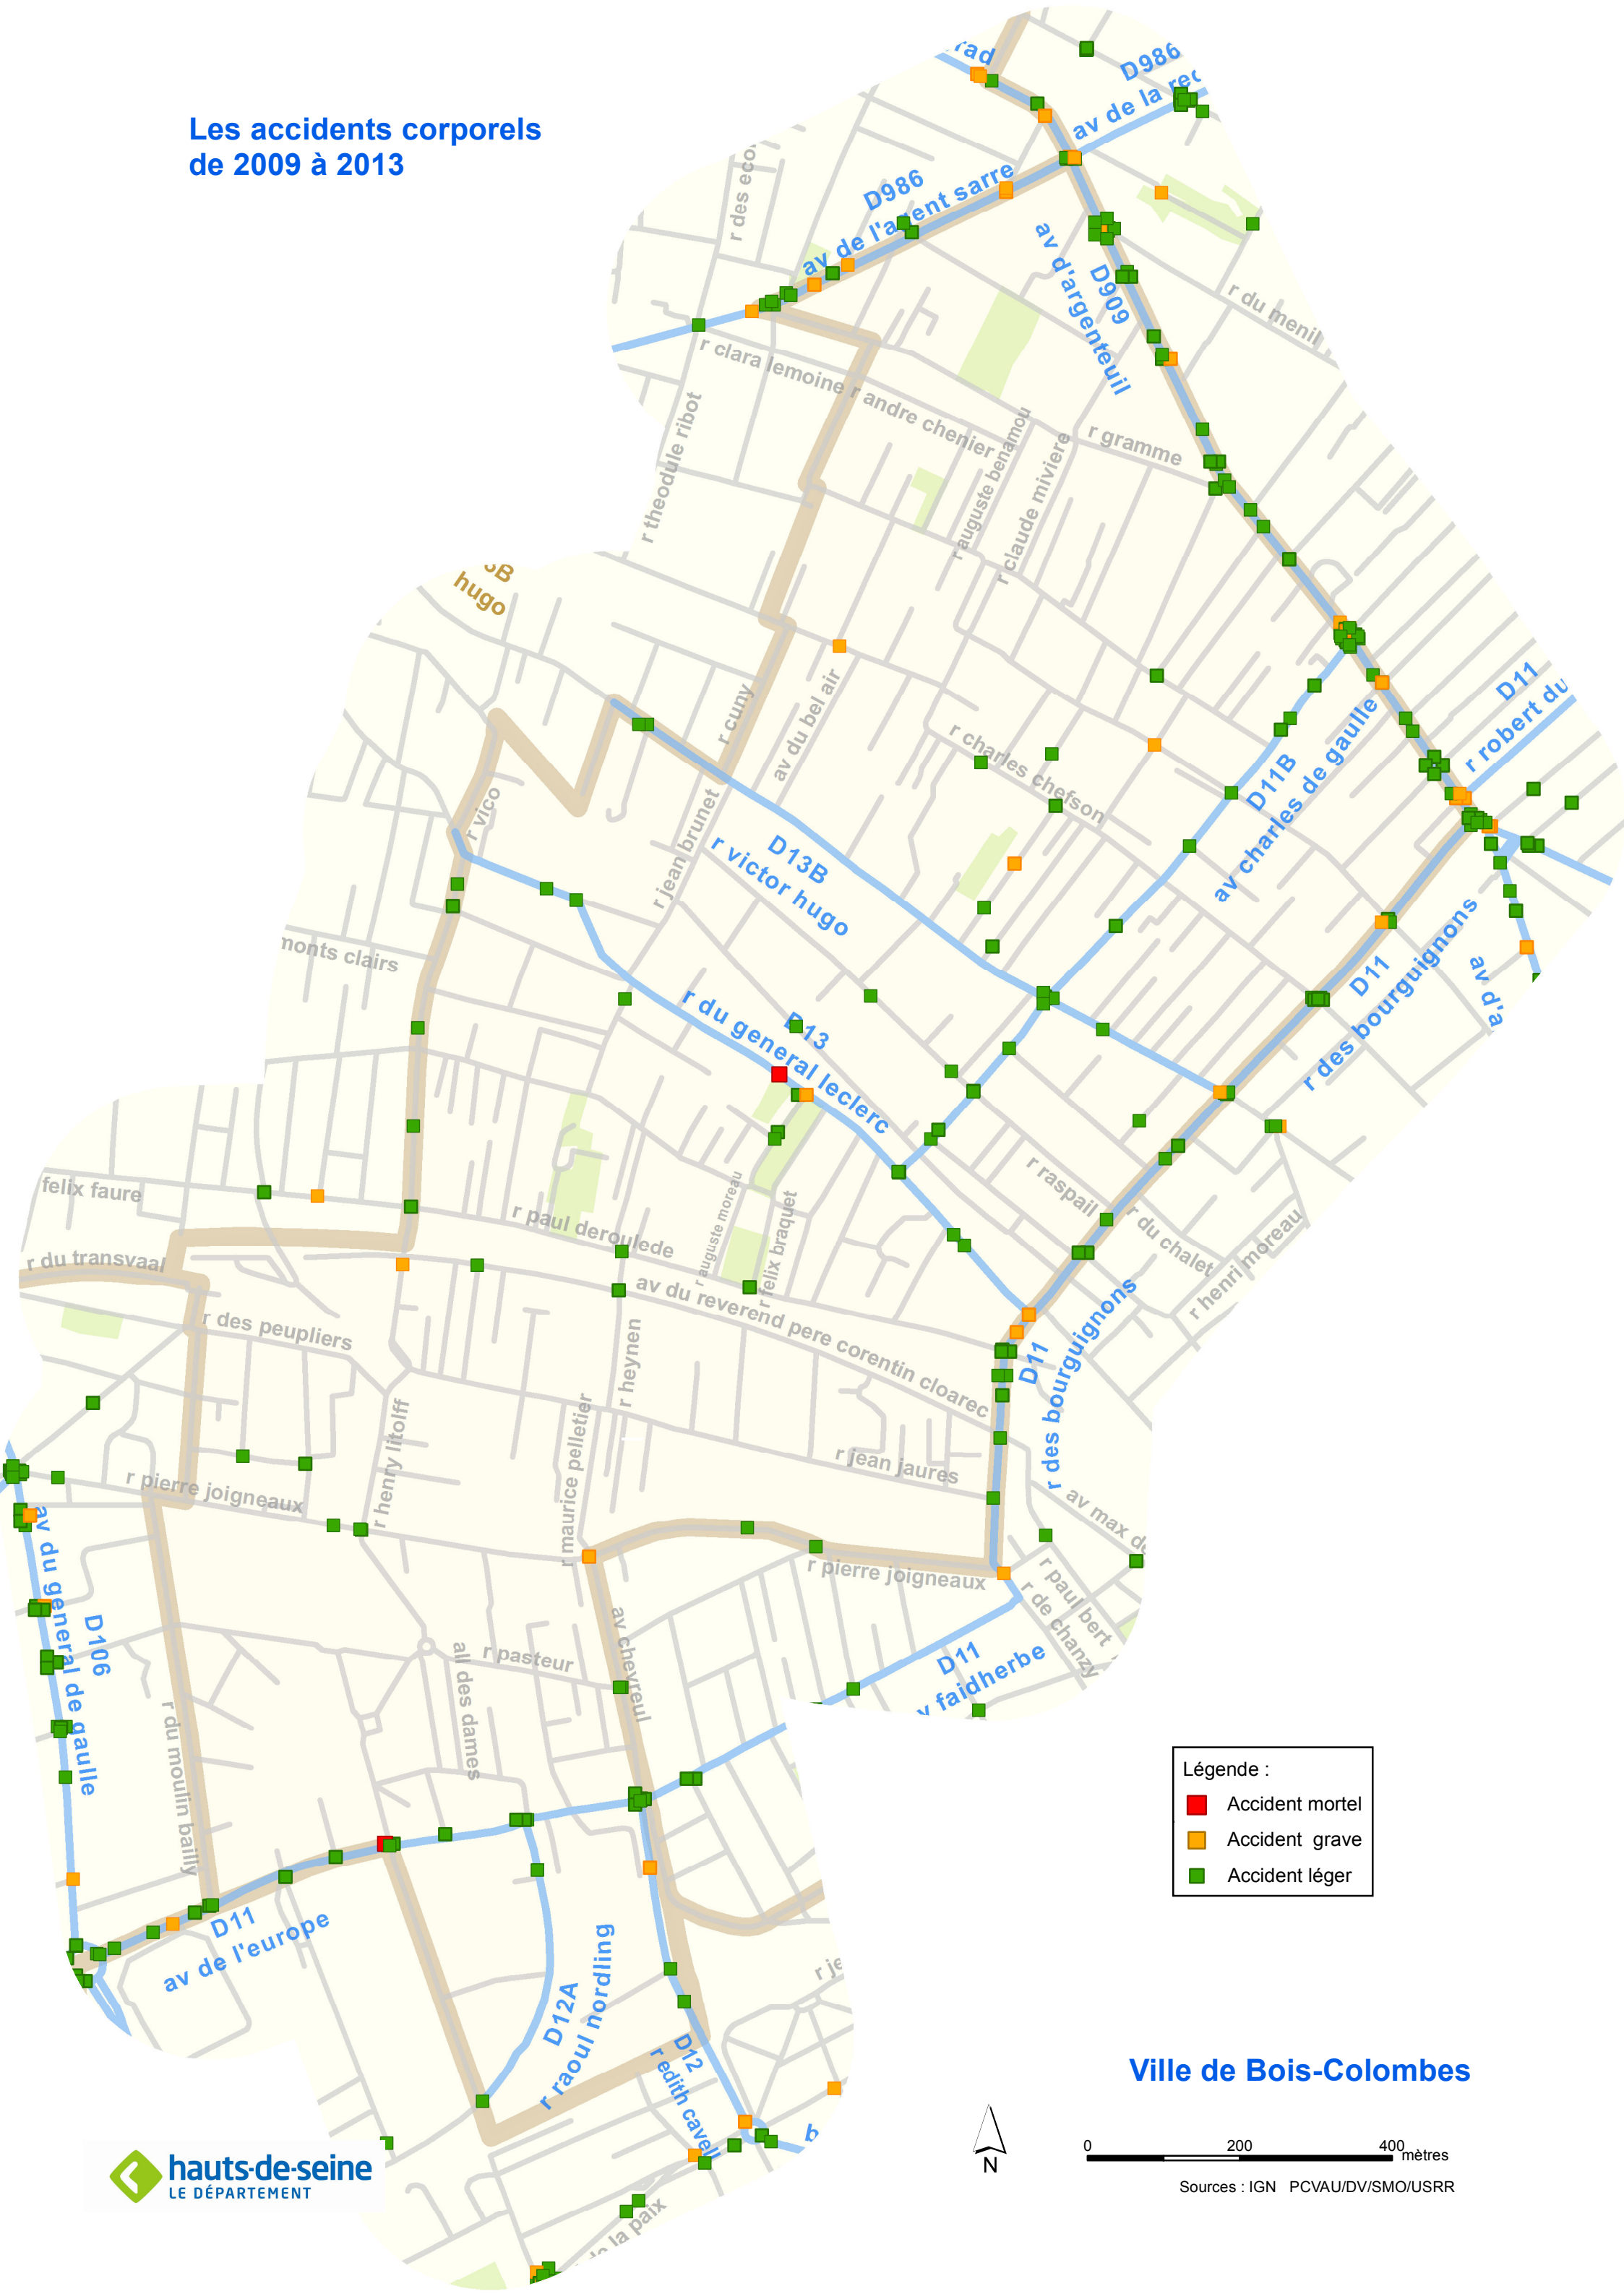 Les accidents corporels
de 2009 à 2013
D986
av de la rec
D986
av de l'agent sarre
r des eco
av d'argenteuil
D909
r du menil
r clara lemoine
r andre chenier
r theodule ribot
r auguste benamou
r claude miviere
r gramme
hugo
r cuny
av du bel air
r vico
r jean brunet
D13B
r victor hugo
r charles chefson
D11B
av charles de gaulle
D11
r robert du
D11
r des bourguignons
av d'a
monts clairs
D13
r du general leclerc
felix faure
r du transvaal
r des peupliers
r paul deroulede
r auguste moreau
r felix braquet
av du reverend pere corentin cloarec
r raspail
r du chalet
r henri moreau
D11
r des bourguignons
r heynen
r henry litolff
r maurice pelletier
r jean jaures
r pierre joigneaux
av max de
r pierre joigneaux
r paul bert
r de chanzy
av du general de gaulle
D106
r pasteur
av chevreul
all des dames
r du moulin bailly
D11
faidherbe
D11
av de l'europe
D12A
r raoul nordling
D12
r edith cavell
r je
b
de la paix
Légende :
Accident mortel
Accident grave
Accident léger
Ville de Bois-Colombes
N
0 200 400 mètres
Sources : IGN PCVAU/DV/SMO/USRR
hauts-de-seine
LE DÉPARTEMENT